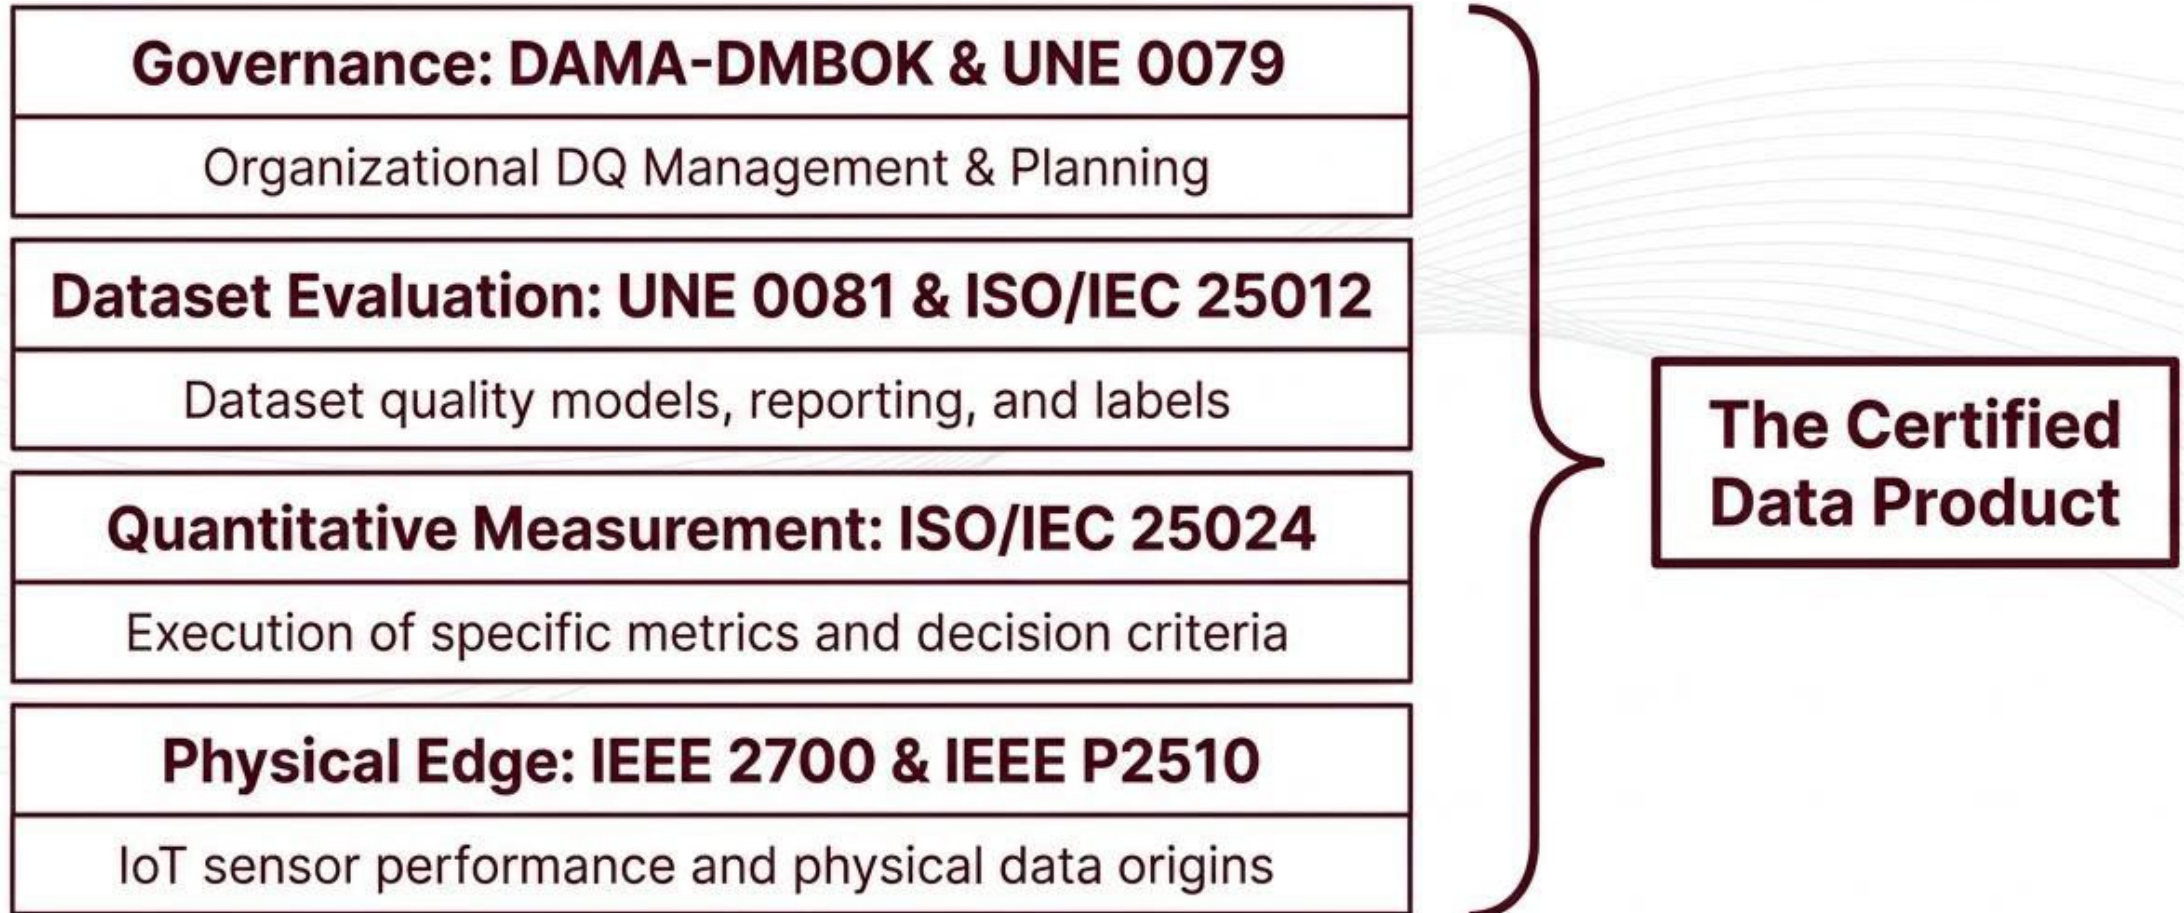 Governance: DAMA-DMBOK & UNE 0079
Organizational DQ Management & Planning
Dataset Evaluation: UNE 0081 & ISO/IEC 25012
Dataset quality models, reporting, and labels
Quantitative Measurement: ISO/IEC 25024
Execution of specific metrics and decision criteria
Physical Edge: IEEE 2700 & IEEE P2510
IoT sensor performance and physical data origins
The Certified
Data Product